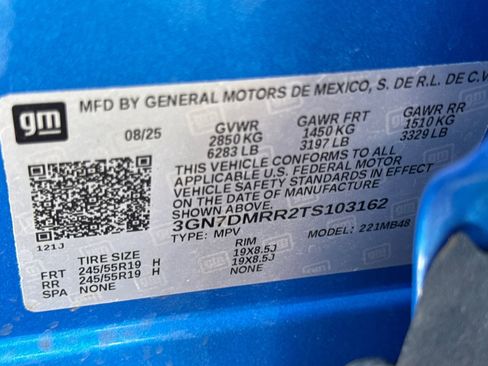 gm
MFD BY GENERAL MOTORS DE MEXICO, S. DE R.L. DE C.V
08/25 GVWR GAWR FRT GAWR RR
2850 KG 1450 KG 1510 KG
6283 LB 3197 LB 3329 LB
THIS VEHICLE CONFORMS TO ALL
APPLICABLE U.S. FEDERAL MOTOR
VEHICLE SAFETY STANDARDS IN EFFECT
ON THE DATE OF MANUFACTURE
SHOWN ABOVE.
3GN7DMRR2TS103162
TYPE: MPV MODEL: 221MB48
121J
TIRE SIZE RIM
FRT 245/55R19 H 19X8.5J
RR 245/55R19 H 19X8.5J
SPA NONE NONE